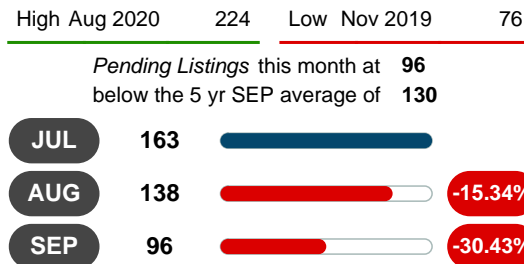 High Aug 2020 224 Low Nov 2019 76
Pending Listings this month at 96
below the 5 yr SEP average of 130
JUL 163
AUG 138 -15.34%
SEP 96 -30.43%